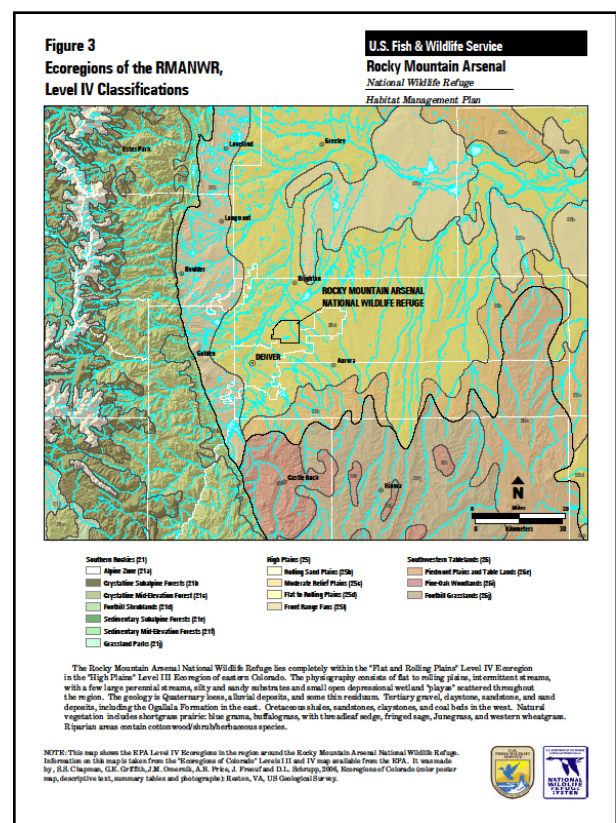 Figure 3
Ecoregions of the RMANWR,
Level IV Classifications
U.S. Fish & Wildlife Service
Rocky Mountain Arsenal
National Wildlife Refuge
Habitat Management Plan
Estes Park
Loveland
Greeley
Longmont
Boulder
Brighton
ROCKY MOUNTAIN ARSENAL
NATIONAL WILDLIFE REFUGE
Golden
DENVER
Aurora
Castle Rock
Kiowa
N
Miles
0 20
Kilometers
0 30
Southern Rockies (21)
Alpine Zone (21a)
Crystalline Subalpine Forests (21b
Crystalline Mid-Elevation Forest (21c)
Foothill Shrublands (21d)
Sedimentary Subalpine Forests (21e)
Sedimentary Mid-Elevation Forests (21f)
Grassland Parks (21j)
High Plains (25)
Rolling Sand Plains (25b)
Moderate Relief Plains (25c)
Flat to Rolling Plains (25d)
Front Range Fans (25l)
Southwestern Tablelands (26)
Piedmont Plains and Table Lands (26e)
Pine-Oak Woodlands (26i)
Foothill Grasslands (26j)
The Rocky Mountain Arsenal National Wildlife Refuge lies completely within the "Flat and Rolling Plains" Level IV Ecoregion
in the "High Plains" Level III Ecoregion of eastern Colorado. The physiography consists of flat to rolling plains, intermittent streams,
with a few large perennial streams, silty and sandy substrates and small open depressional wetland "playas" scattered throughout
the region. The geology is Quaternary loess, alluvial deposits, and some thin residuum. Tertiary gravel, claystone, sandstone, and sand
deposits, including the Ogallala Formation in the east. Cretaceous shales, sandstones, claystones, and coal beds in the west. Natural
vegetation includes shortgrass prairie: blue grama, buffalograss, with threadleaf sedge, fringed sage, Junegrass, and western wheatgrass.
Riparian areas contain cottonwood/shrub/herbaceous species.
NOTE: This map shows the EPA Level IV Ecoregions in the region around the Rocky Mountain Arsenal National Wildlife Refuge.
Information on this map is taken from the "Ecoregions of Colorado" Levels III and IV map available from the EPA. It was made
by , S.S. Chapman, G.E. Griffith, J.M. Omernik, A.B. Price, J. Freeuf and D.L. Schrupp, 2006, Ecoregions of Colorado (color poster
map, descriptive text, summary tables and photographs): Reston, VA, US Geological Survey.
NATIONAL
WILDLIFE
REFUGE
SYSTEM